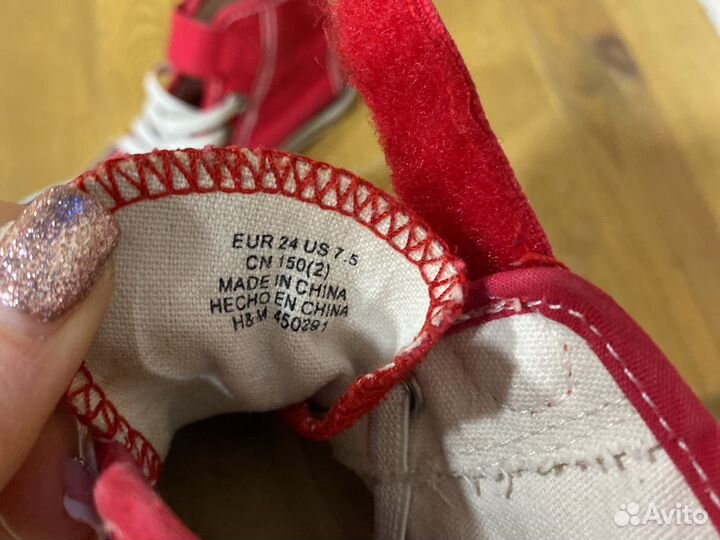 EUR 24 US 7.5
CN 150(2)
MADE IN CHINA
HECHO EN CHINA
H&M 450291
Avito